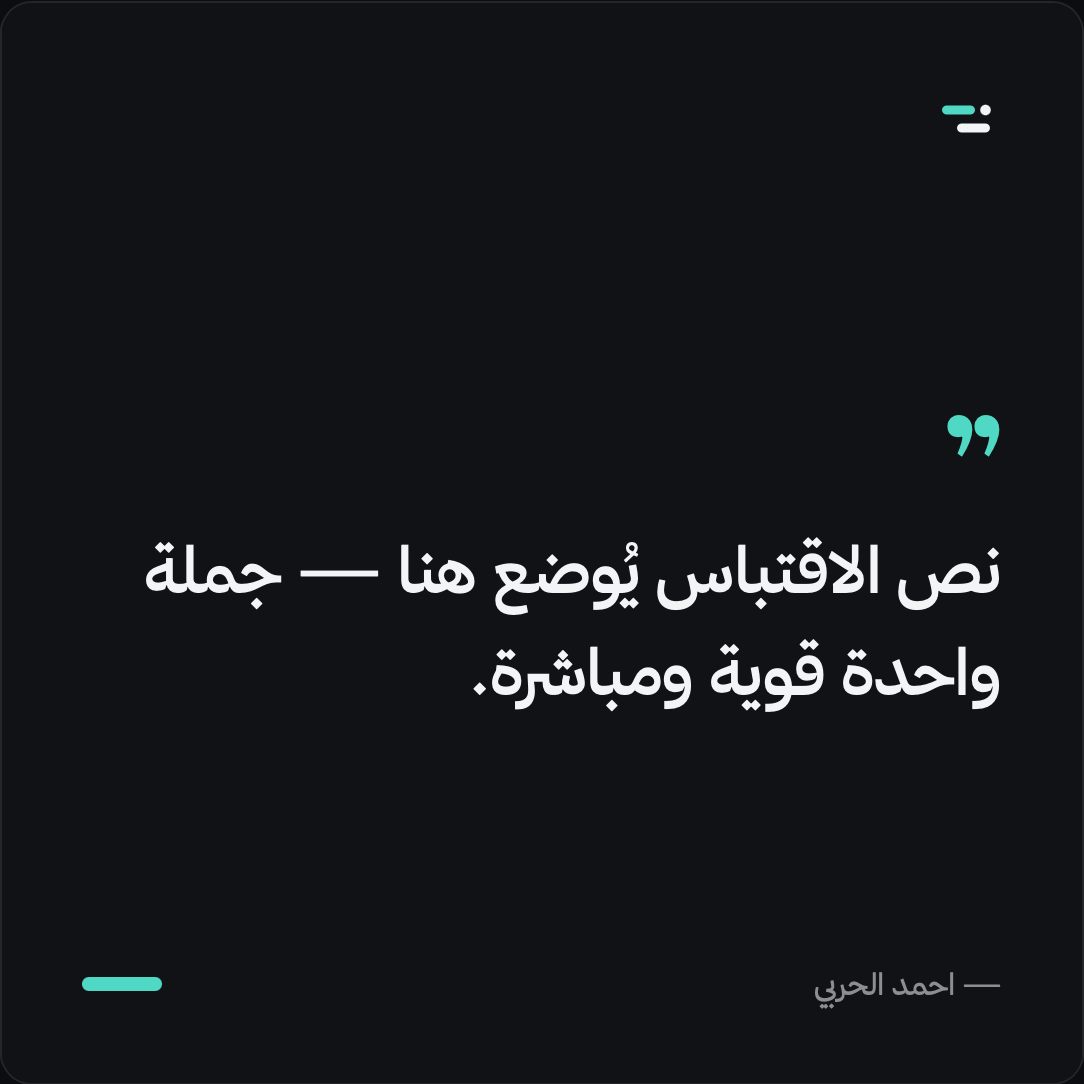 ”
نص الاقتباس يُوضع هنا — جملة
واحدة قوية ومباشرة.
— احمد الحربي